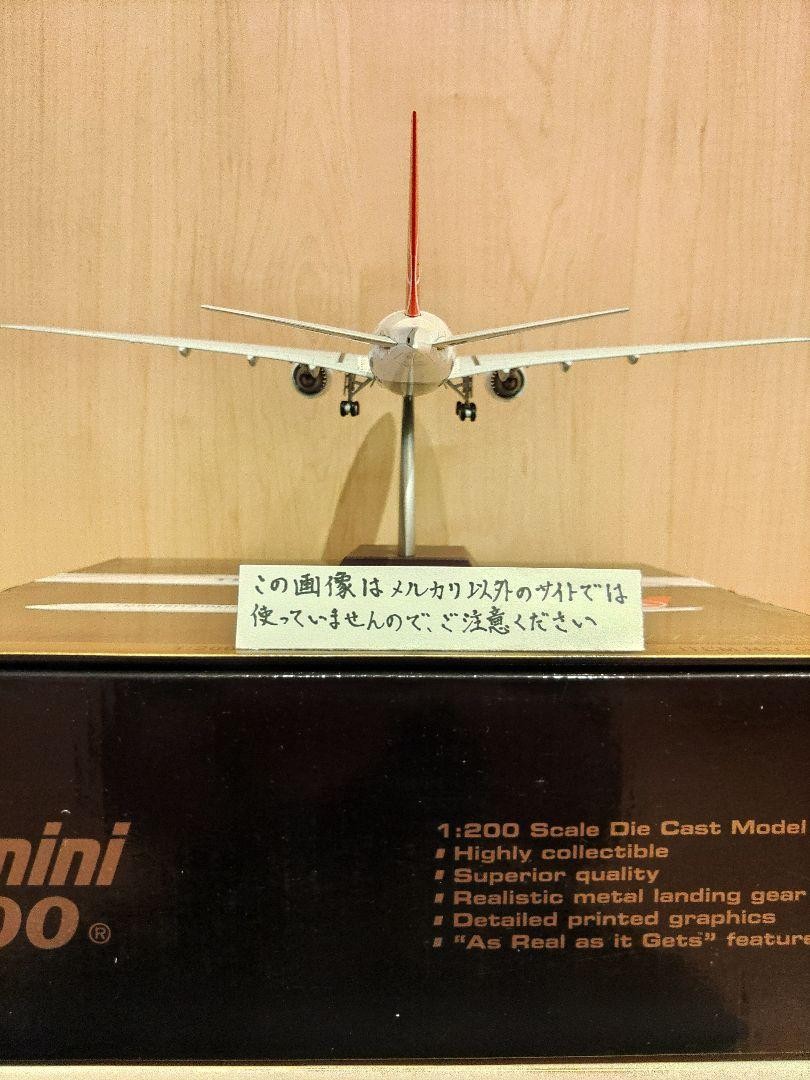 この画像はメルカリ以外のサイトでは
使っていませんので、ご注意ください
mini
00®
1:200 Scale Die Cast Model
Highly collectible
Superior quality
Realistic metal landing gear
Detailed printed graphics
"As Real as it Gets" feature